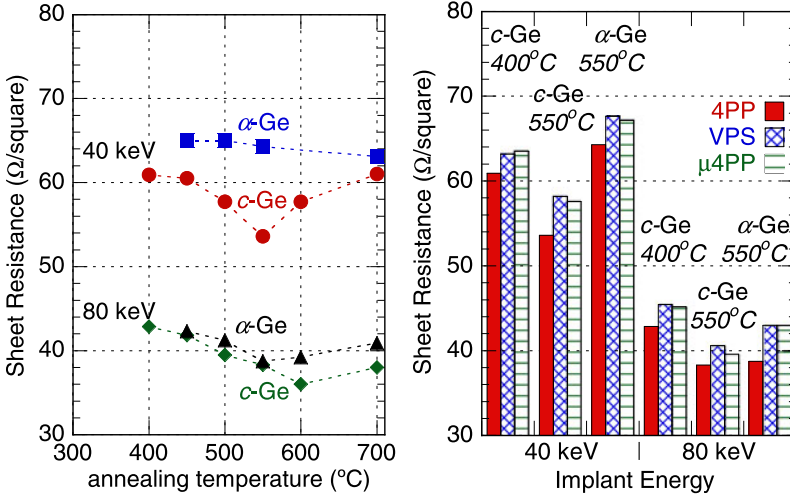 80
70
60
50
40
30
Sheet Resistance (Ω/square)
40 keV
α-Ge
c-Ge
80 keV
α-Ge
c-Ge
300
400
500
600
700
annealing temperature (ºC)
80
70
60
50
40
30
Sheet Resistance (Ω/square)
c-Ge
400°C
α-Ge
550°C
c-Ge
550°C
4PP
VPS
μ4PP
c-Ge
400°C
α-Ge
550°C
c-Ge
550°C
40 keV
80 keV
Implant Energy